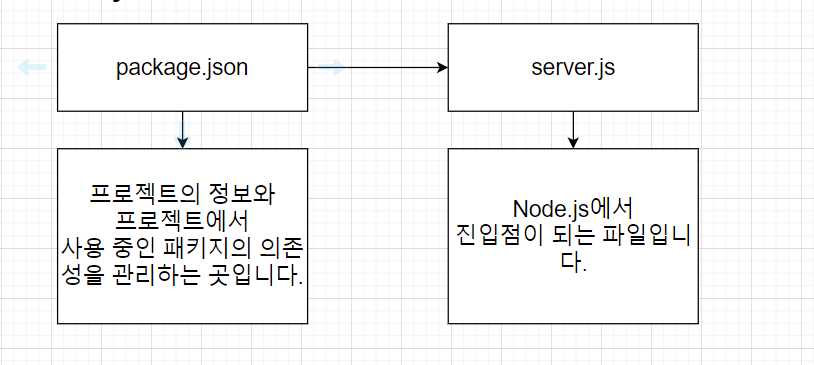 package.json
server.js
프로젝트의 정보와
프로젝트에서
사용 중인 패키지의 의존
성을 관리하는 곳입니다.
Node.js에서
진입점이 되는 파일입니
다.